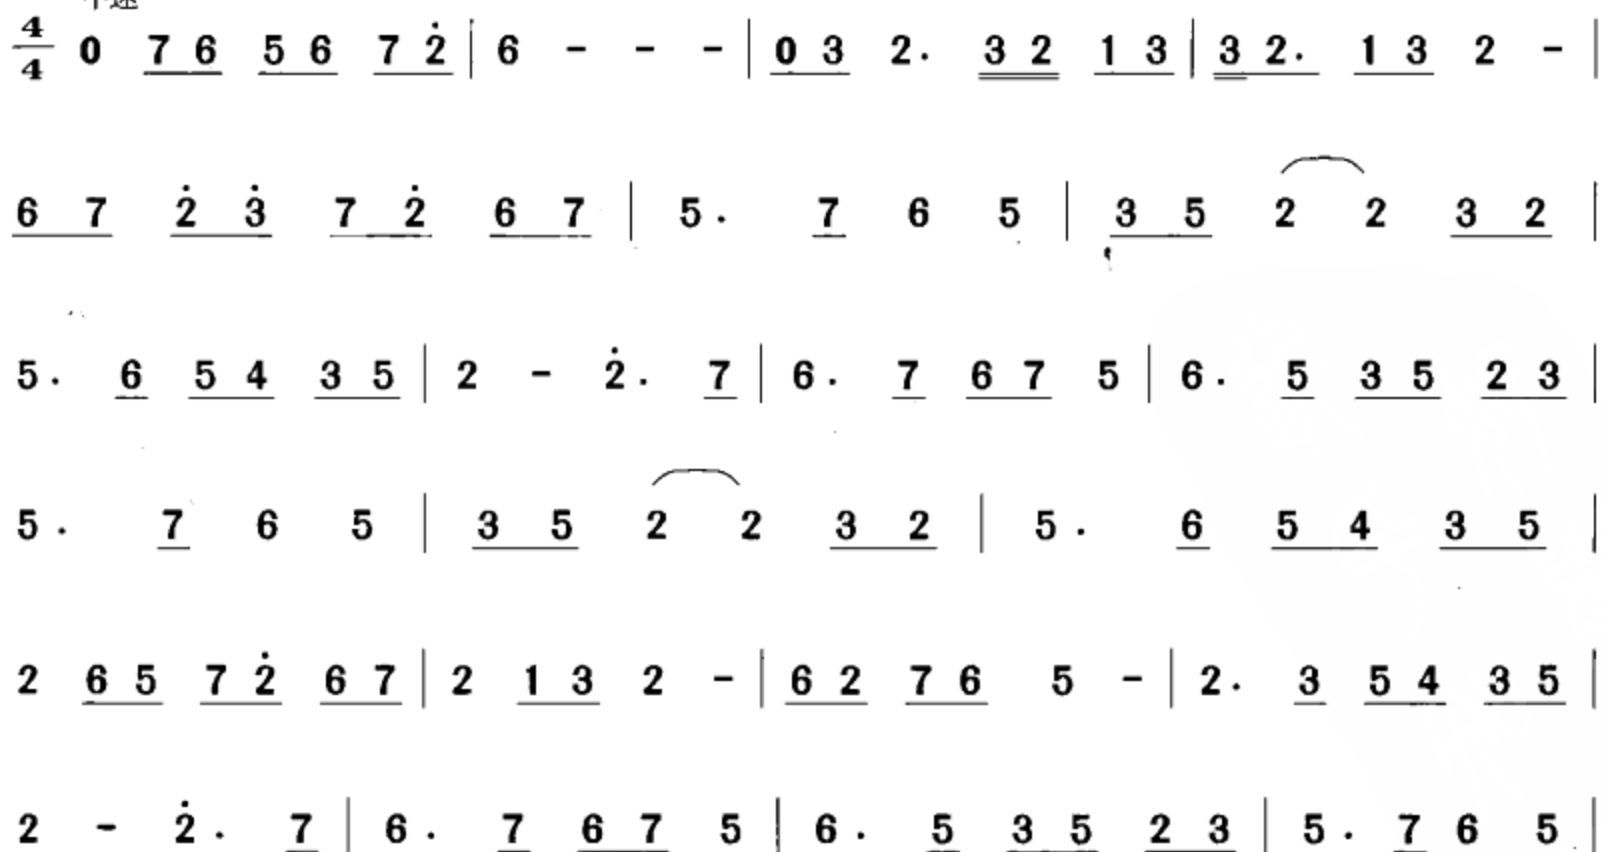 4/4 0 7 6 5 6 7 2̇ | 6 - - - | 0 3 2· 3 2 1 3 | 3 2· 1 3 2 - |
6 7 2̇ 3̇ 7 2̇ 6 7 | 5· 7 6 5 | 3 5 2 2 3 2 |
5· 6 5 4 3 5 | 2 - 2̇· 7 | 6· 7 6 7 5 | 6· 5 3 5 2 3 |
5· 7 6 5 | 3 5 2 2 3 2 | 5· 6 5 4 3 5 |
2 6 5 7 2̇ 6 7 | 2 1 3 2 - | 6 2 7 6 5 - | 2· 3 5 4 3 5 |
2 - 2̇· 7 | 6· 7 6 7 5 | 6· 5 3 5 2 3 | 5· 7 6 5 |